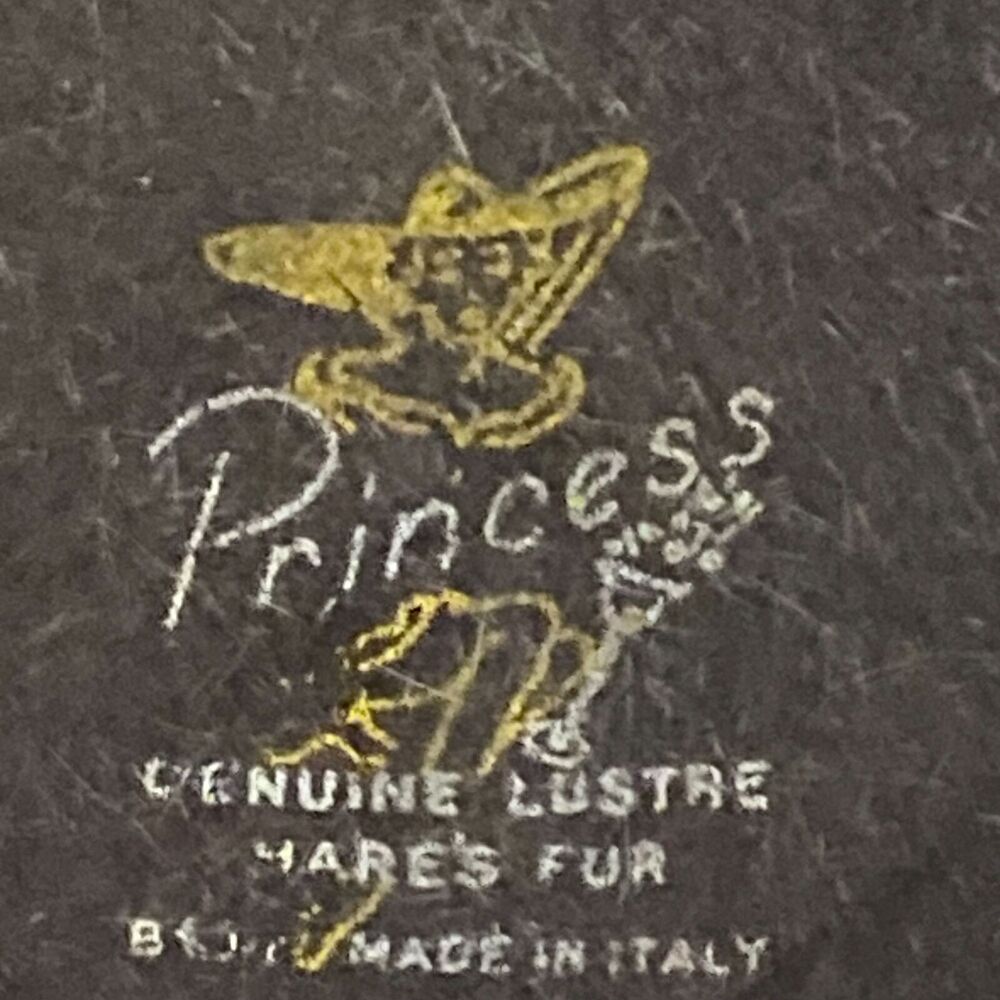 Princess
GENUINE LUSTRE
HARE'S FUR
MADE IN ITALY